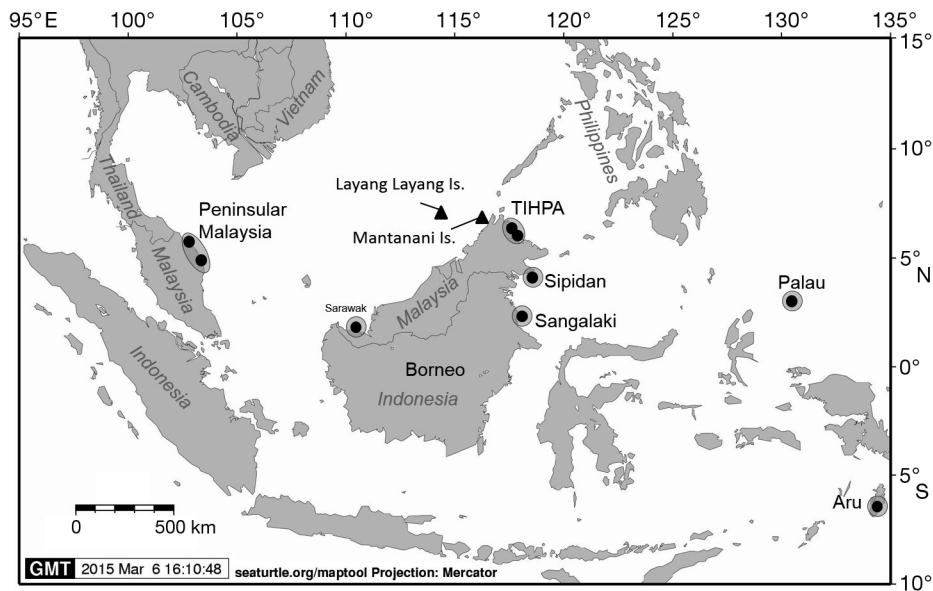 95°E 100° 105° 110° 115° 120° 125° 130° 135°
15°
10°
5°
N
0°
5°
S
10°
Cambodia
Vietnam
Philippines
Thailand
Layang Layang Is.
Mantanani Is.
TIHPA
Peninsular
Malaysia
Malaysia
Sipidan
Palau
Malaysia
Sarawak
Sangalaki
Indonesia
Borneo
Indonesia
Aru
0 500 km
GMT 2015 Mar 6 16:10:48 seaturtle.org/maptool Projection: Mercator